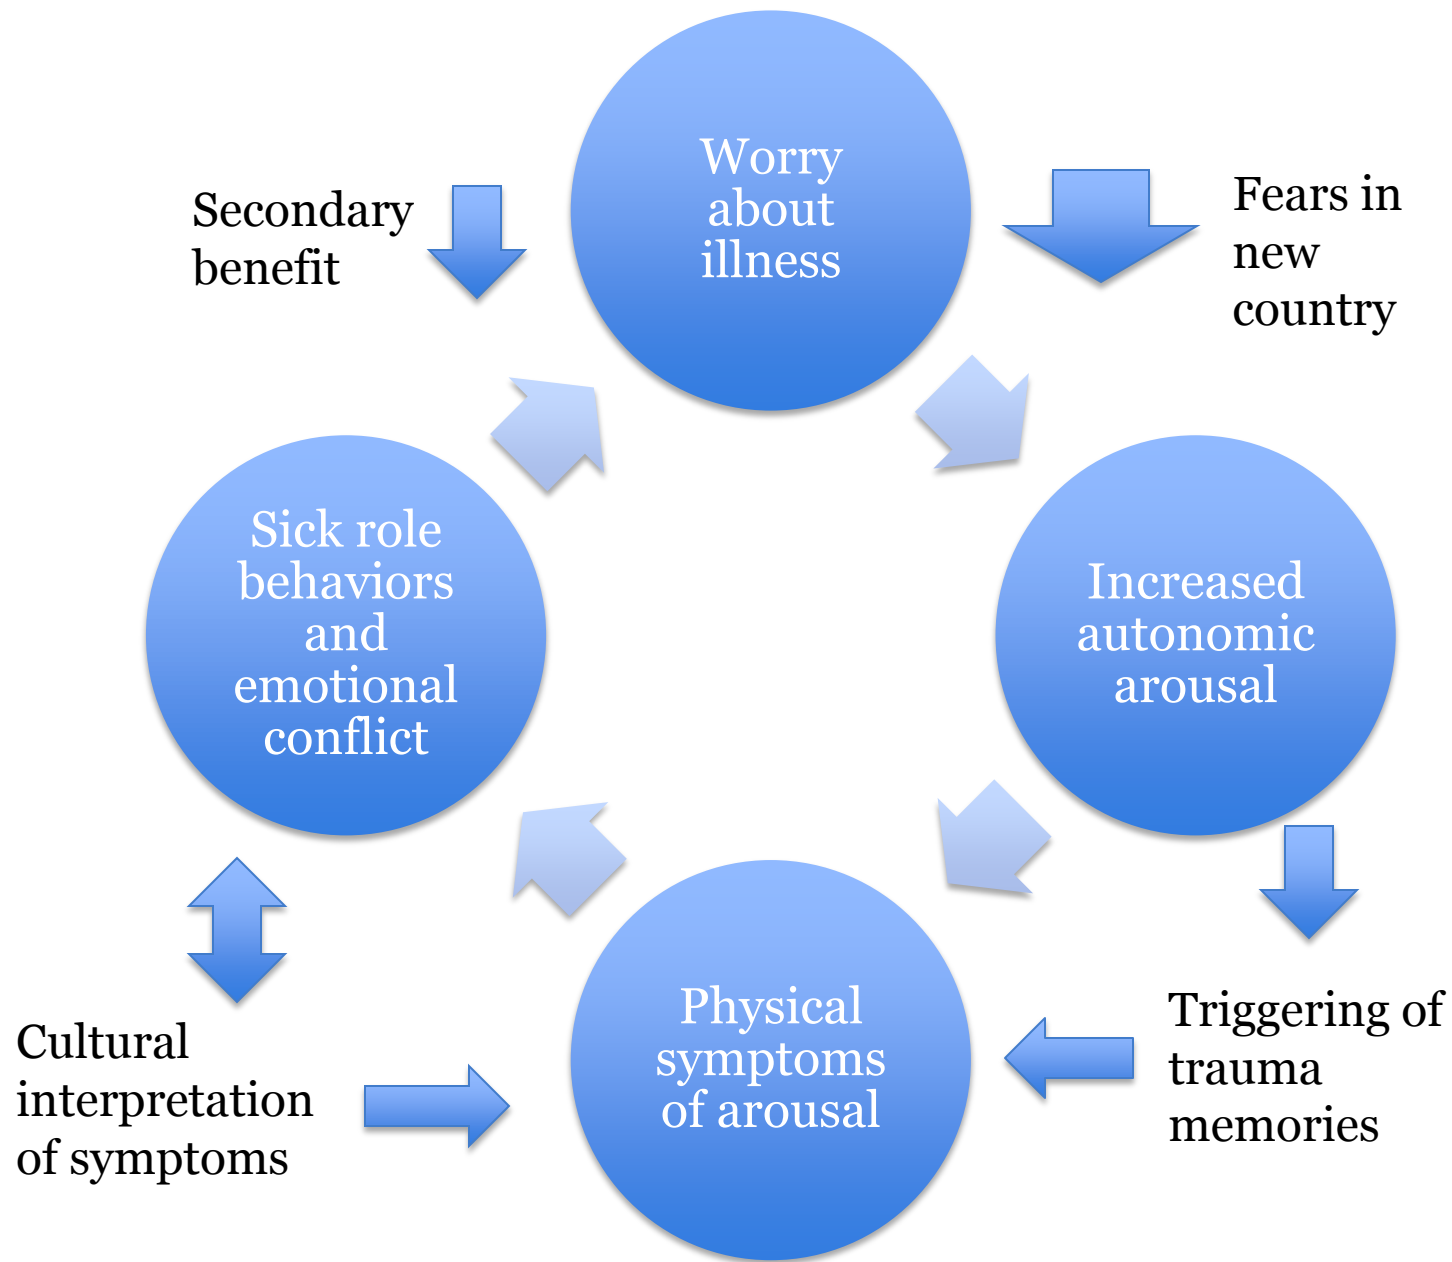 Worry
about
illness
Secondary
benefit
Fears in
new
country
Sick role
behaviors
and
emotional
conflict
Increased
autonomic
arousal
Physical
symptoms
of arousal
Cultural
interpretation
of symptoms
Triggering of
trauma
memories